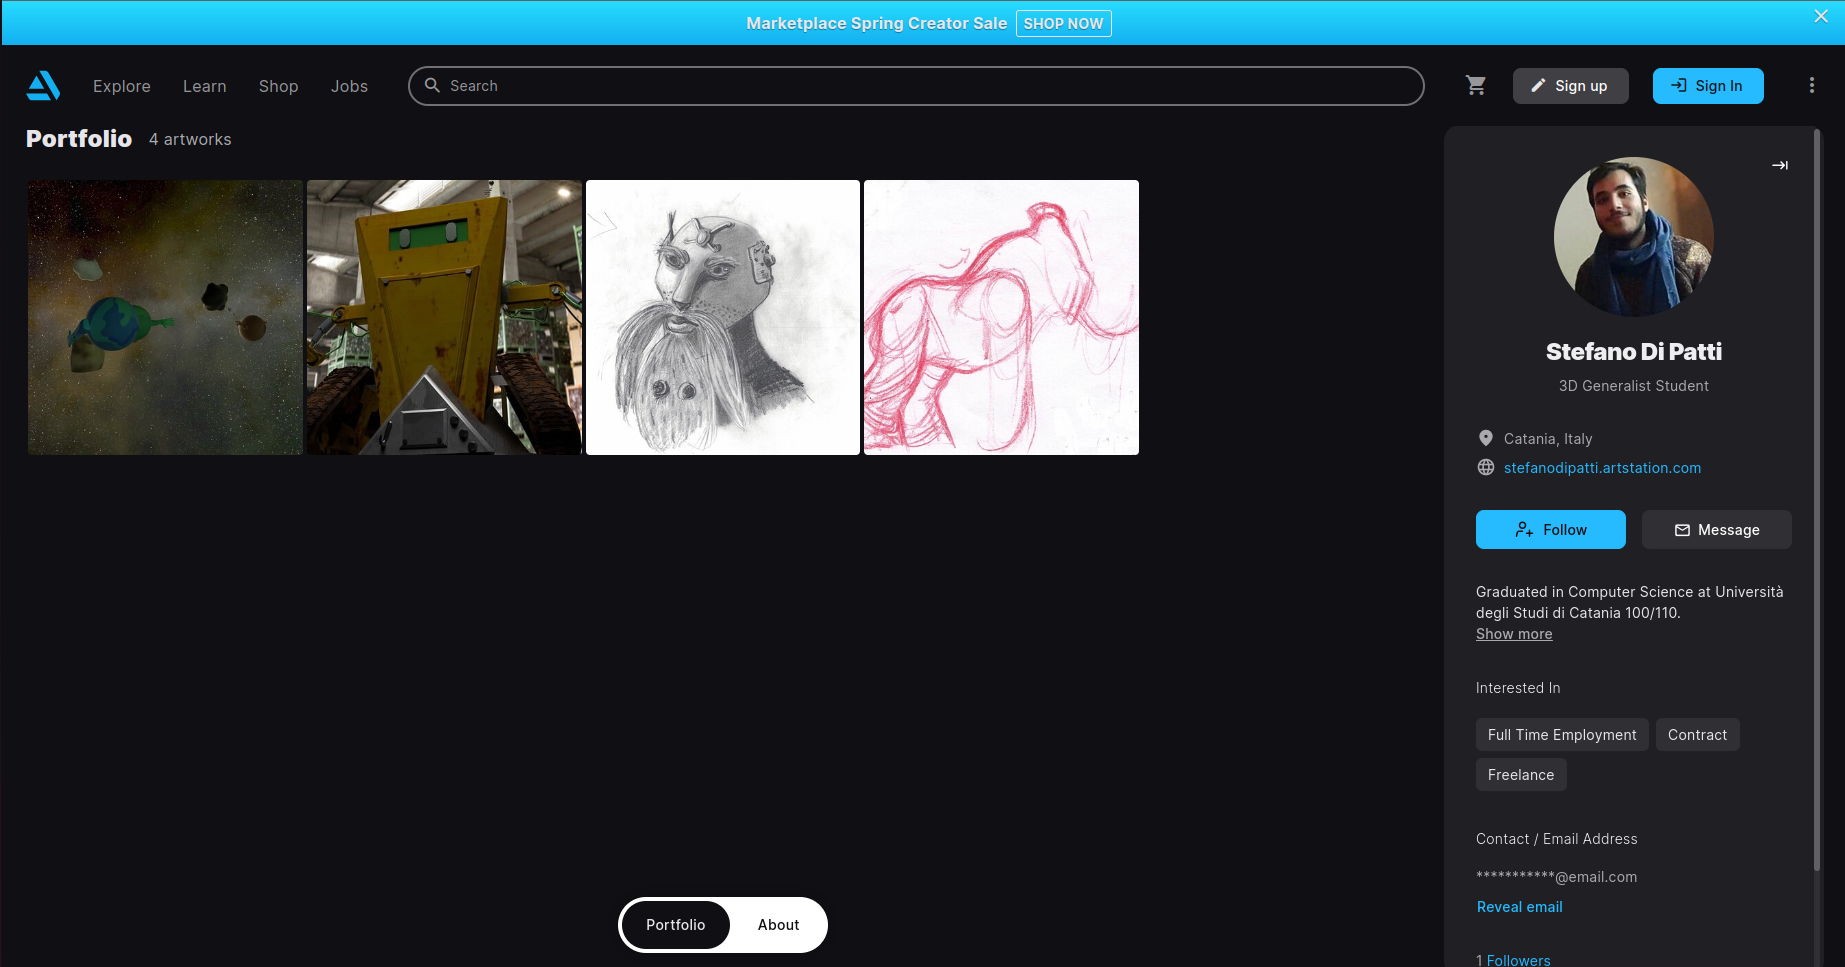 Marketplace Spring Creator Sale SHOP NOW
Explore Learn Shop Jobs Search Sign up Sign In
Portfolio 4 artworks
Stefano Di Patti
3D Generalist Student
Catania, Italy
stefanodipatti.artstation.com
Follow Message
Graduated in Computer Science at Università
degli Studi di Catania 100/110.
Show more
Interested In
Full Time Employment Contract
Freelance
Contact / Email Address
***********@email.com
Reveal email
1 Followers
Portfolio About